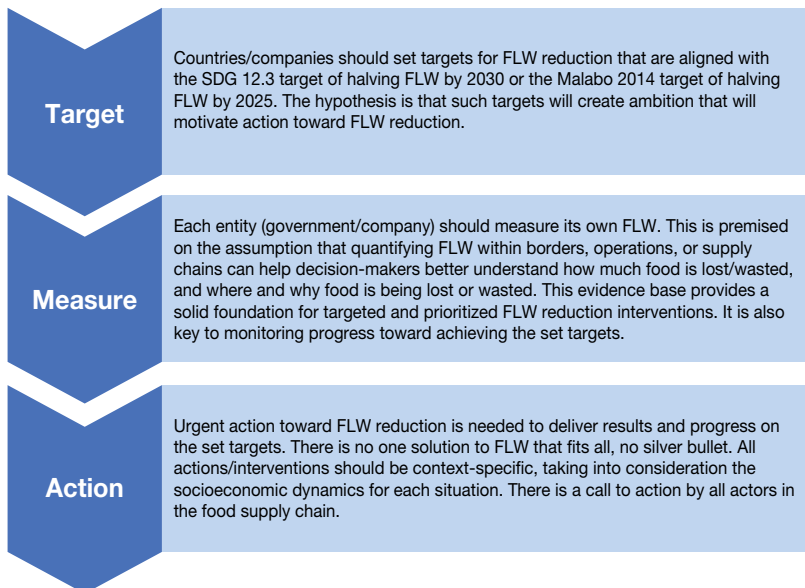 Target
Countries/companies should set targets for FLW reduction that are aligned with
the SDG 12.3 target of halving FLW by 2030 or the Malabo 2014 target of halving
FLW by 2025. The hypothesis is that such targets will create ambition that will
motivate action toward FLW reduction.
Measure
Each entity (government/company) should measure its own FLW. This is premised
on the assumption that quantifying FLW within borders, operations, or supply
chains can help decision-makers better understand how much food is lost/wasted,
and where and why food is being lost or wasted. This evidence base provides a
solid foundation for targeted and prioritized FLW reduction interventions. It is also
key to monitoring progress toward achieving the set targets.
Action
Urgent action toward FLW reduction is needed to deliver results and progress on
the set targets. There is no one solution to FLW that fits all, no silver bullet. All
actions/interventions should be context-specific, taking into consideration the
socioeconomic dynamics for each situation. There is a call to action by all actors in
the food supply chain.